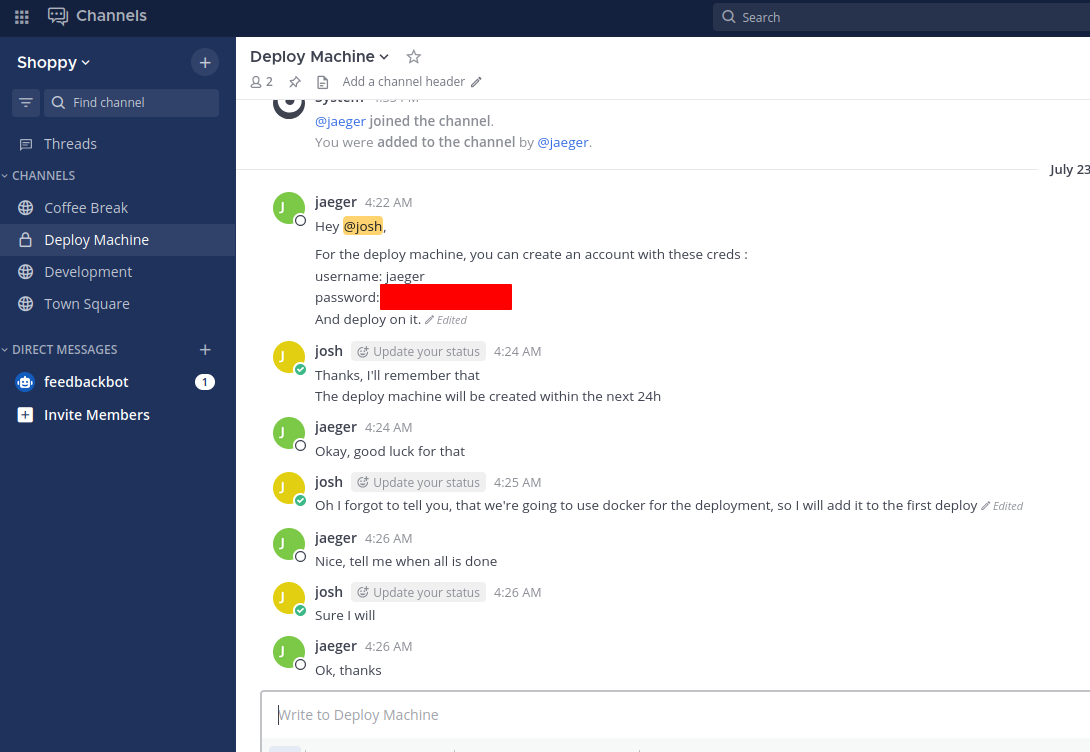 Channels
Search
Shoppy
Find channel
Threads
CHANNELS
Coffee Break
Deploy Machine
Development
Town Square
DIRECT MESSAGES
feedbackbot 1
Invite Members
Deploy Machine
2 Add a channel header
System
@jaeger joined the channel.
You were added to the channel by @jaeger.
July 23
J jaeger 4:22 AM
Hey @josh,
For the deploy machine, you can create an account with these creds :
username: jaeger
password:
And deploy on it. Edited
J josh Update your status 4:24 AM
Thanks, I'll remember that
The deploy machine will be created within the next 24h
J jaeger 4:24 AM
Okay, good luck for that
J josh Update your status 4:25 AM
Oh I forgot to tell you, that we're going to use docker for the deployment, so I will add it to the first deploy Edited
J jaeger 4:26 AM
Nice, tell me when all is done
J josh Update your status 4:26 AM
Sure I will
J jaeger 4:26 AM
Ok, thanks
Write to Deploy Machine